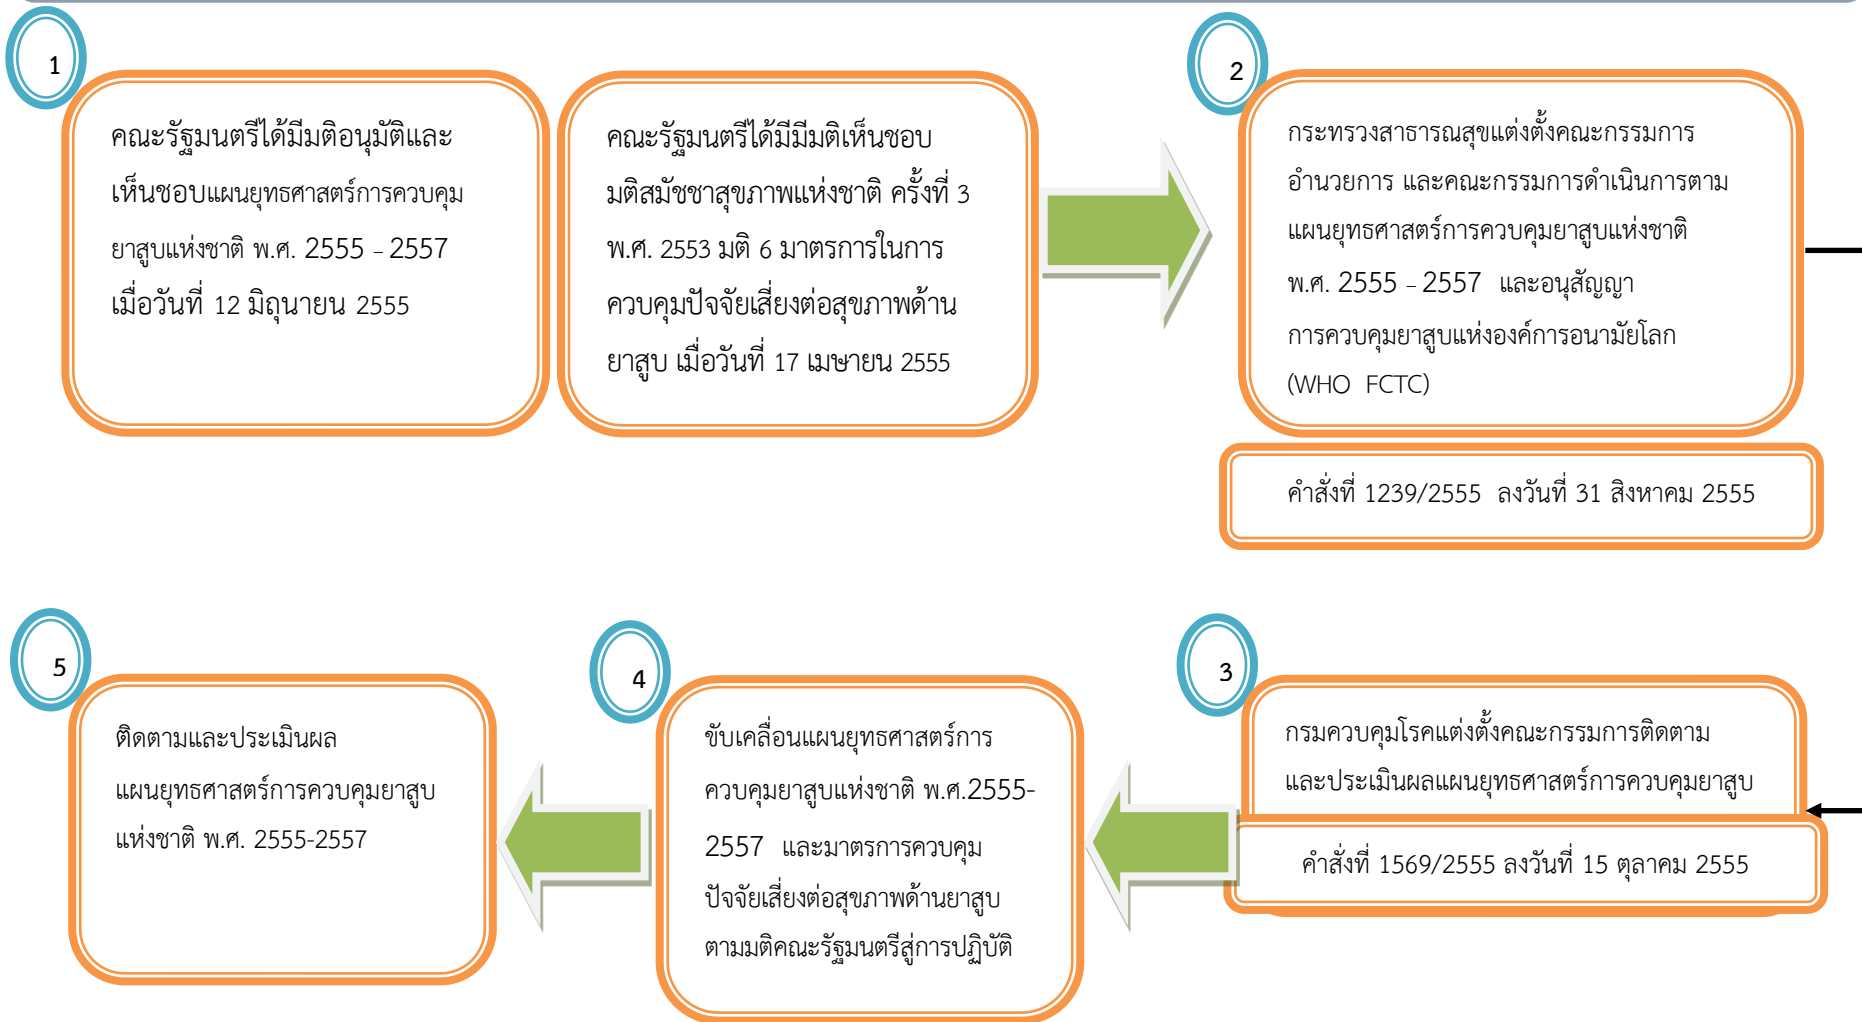 1
คณะรัฐมนตรีได้มีมติอนุมัติและ
เห็นชอบแผนยุทธศาสตร์การควบคุม
ยาสูบแห่งชาติ พ.ศ. 2555 – 2557
เมื่อวันที่ 12 มิถุนายน 2555
คณะรัฐมนตรีได้มีมีมติเห็นชอบ
มติสมัชชาสุขภาพแห่งชาติ ครั้งที่ 3
พ.ศ. 2553 มติ 6 มาตรการในการ
ควบคุมปัจจัยเสี่ยงต่อสุขภาพด้าน
ยาสูบ เมื่อวันที่ 17 เมษายน 2555
2
กระทรวงสาธารณสุขแต่งตั้งคณะกรรมการ
อำนวยการ และคณะกรรมการดำเนินการตาม
แผนยุทธศาสตร์การควบคุมยาสูบแห่งชาติ
พ.ศ. 2555 – 2557 และอนุสัญญา
การควบคุมยาสูบแห่งองค์การอนามัยโลก
(WHO FCTC)
คำสั่งที่ 1239/2555 ลงวันที่ 31 สิงหาคม 2555
3
กรมควบคุมโรคแต่งตั้งคณะกรรมการติดตาม
และประเมินผลแผนยุทธศาสตร์การควบคุมยาสูบ
คำสั่งที่ 1569/2555 ลงวันที่ 15 ตุลาคม 2555
4
ขับเคลื่อนแผนยุทธศาสตร์การ
ควบคุมยาสูบแห่งชาติ พ.ศ.2555-
2557 และมาตรการควบคุม
ปัจจัยเสี่ยงต่อสุขภาพด้านยาสูบ
ตามมติคณะรัฐมนตรีสู่การปฏิบัติ
5
ติดตามและประเมินผล
แผนยุทธศาสตร์การควบคุมยาสูบ
แห่งชาติ พ.ศ. 2555-2557